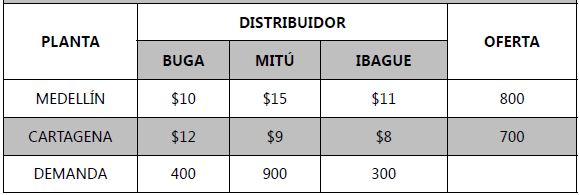 PLANTA DISTRIBUIDOR OFERTA
BUGA MITÚ IBAGUE
MEDELLÍN $10 $15 $11 800
CARTAGENA $12 $9 $8 700
DEMANDA 400 900 300